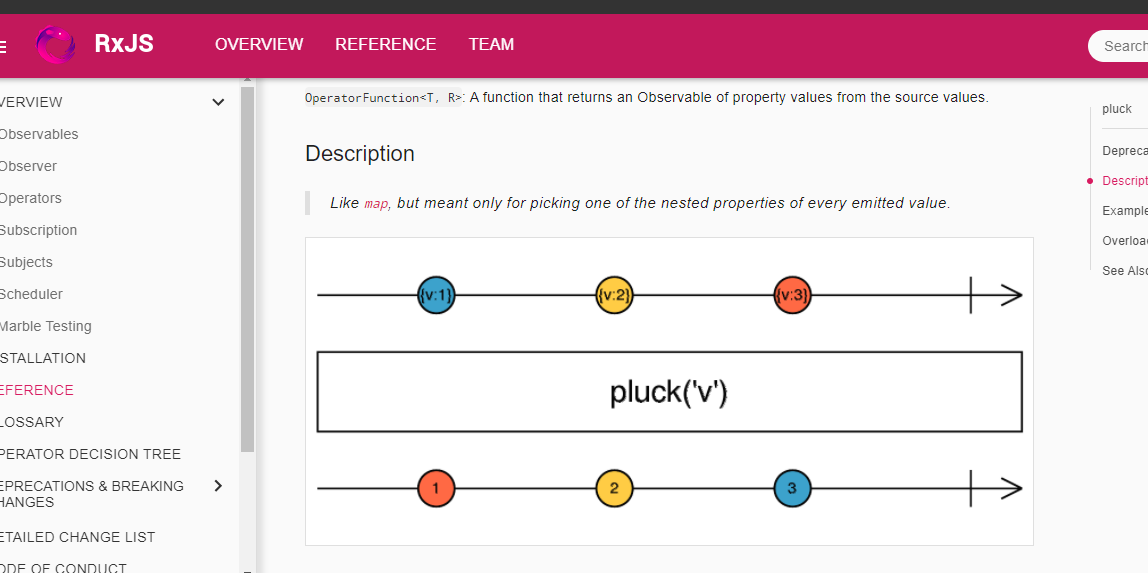 RxJS
OVERVIEW REFERENCE TEAM
Search
VERVIEW
Observables
Observer
Operators
Subscription
Subjects
Scheduler
Marble Testing
STALLATION
EFERENCE
LOSSARY
PERATOR DECISION TREE
EPRECATIONS & BREAKING
HANGES
ETAILED CHANGE LIST
ODE OF CONDUCT
OperatorFunction<T, R>: A function that returns an Observable of property values from the source values.
Description
Like map, but meant only for picking one of the nested properties of every emitted value.
{v:1} {v:2} {v:3}
pluck('v')
1 2 3
pluck
Depreca
Descript
Example
Overloa
See Also